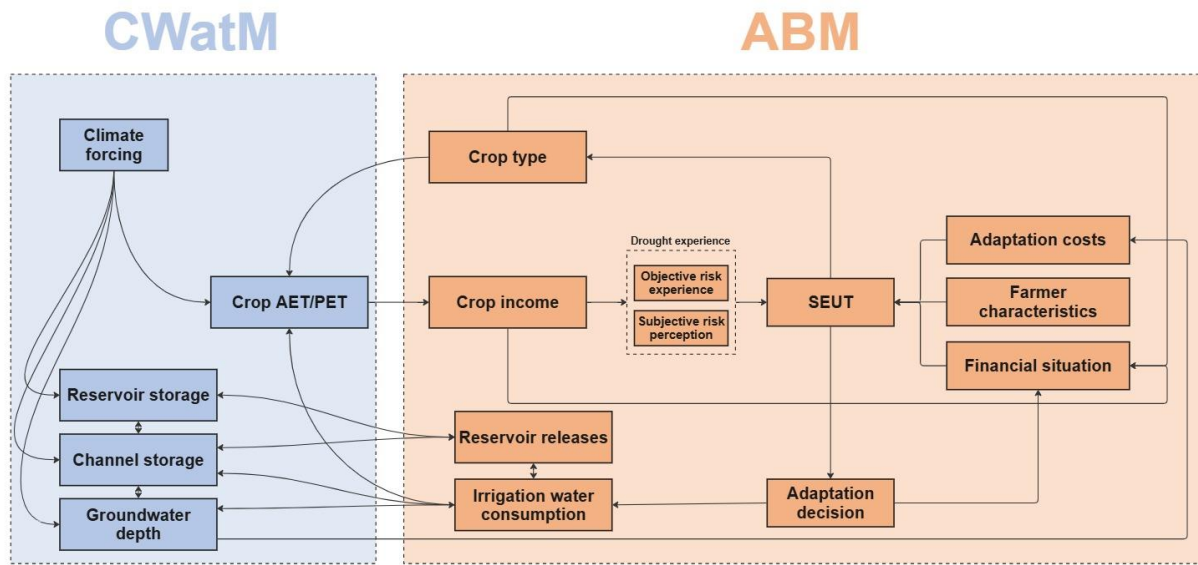 CWatM
ABM
Climate
forcing
Crop type
Drought experience
Adaptation costs
Objective risk
experience
Crop AET/PET
Crop income
SEUT
Farmer
characteristics
Subjective risk
perception
Financial situation
Reservoir storage
Reservoir releases
Channel storage
Irrigation water
consumption
Adaptation
decision
Groundwater
depth